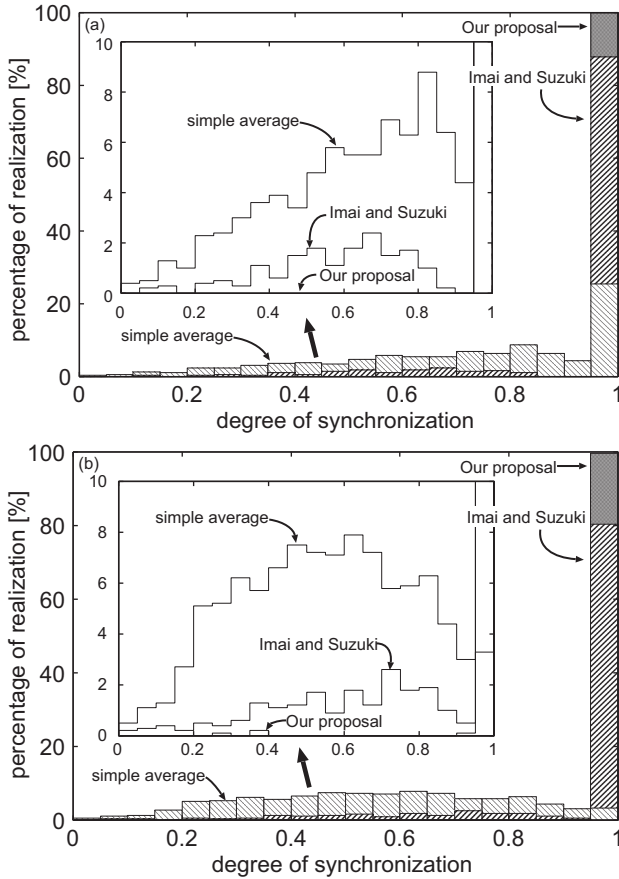 100
80
60
40
20
0
percentage of realization [%]
(a)
10
8
6
4
2
0
0 0.2 0.4 0.6 0.8 1
simple average
Imai and Suzuki
Our proposal
Our proposal
Imai and Suzuki
simple average
0 0.2 0.4 0.6 0.8 1
degree of synchronization
100
80
60
40
20
0
percentage of realization [%]
(b)
10
8
6
4
2
0
0 0.2 0.4 0.6 0.8 1
simple average
Imai and Suzuki
Our proposal
Our proposal
Imai and Suzuki
simple average
0 0.2 0.4 0.6 0.8 1
degree of synchronization